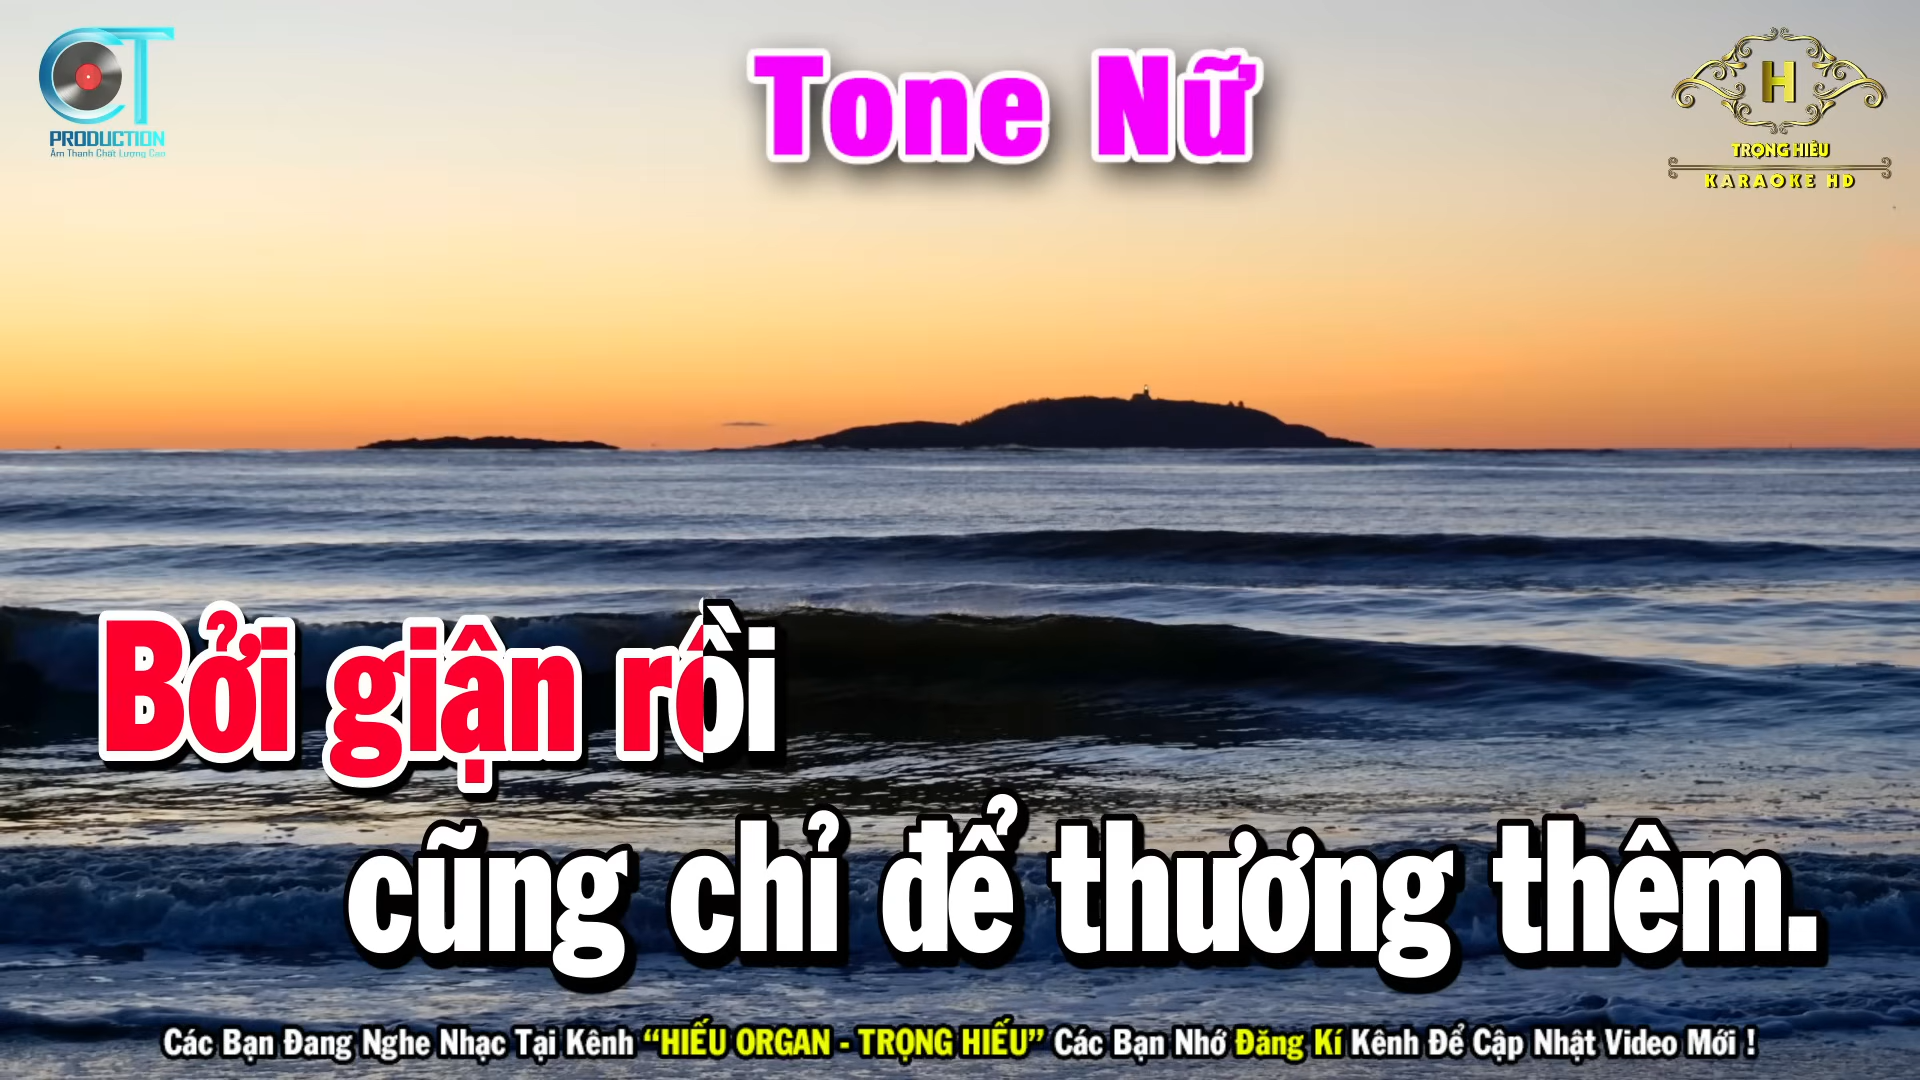 CT
PRODUCTION
Âm Thanh Chất Lượng Cao
Tone Nữ
H
TRỌNG HIẾU
KARAOKE HD
Bởi giận rồi
cũng chỉ để thương thêm.
Các Bạn Đang Nghe Nhạc Tại Kênh “HIẾU ORGAN - TRỌNG HIẾU” Các Bạn Nhớ Đăng Kí Kênh Để Cập Nhật Video Mới !